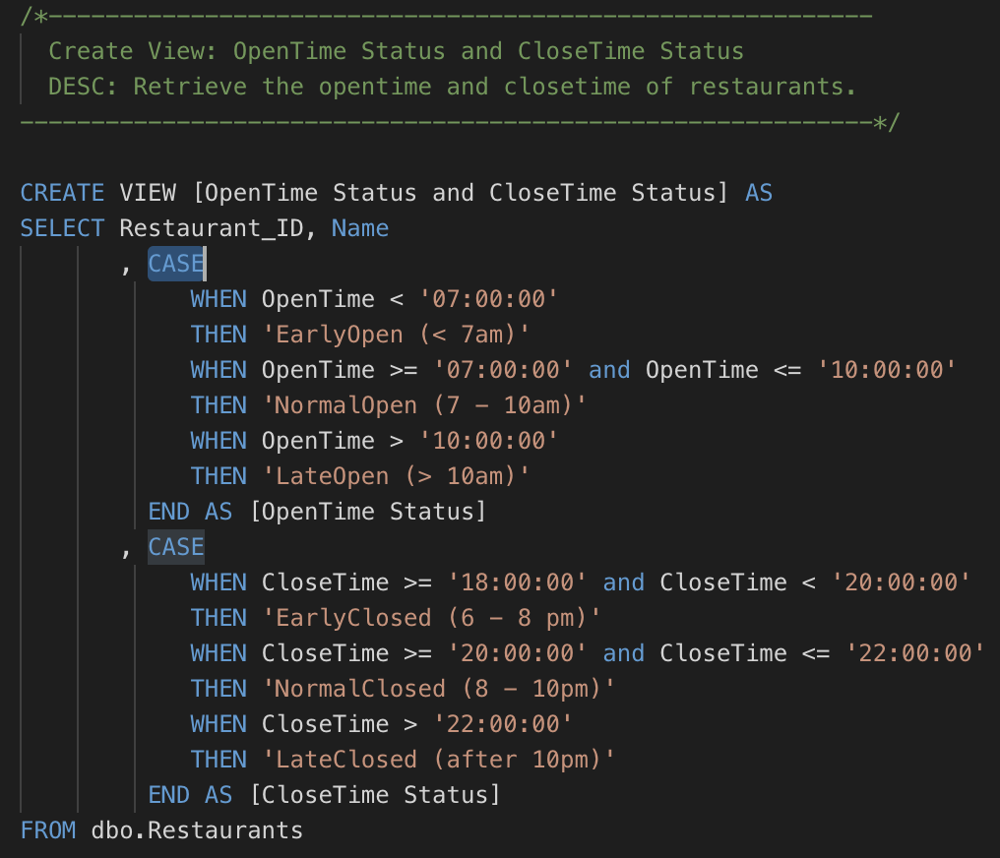 /*----------------------------------------------------------
Create View: OpenTime Status and CloseTime Status
DESC: Retrieve the opentime and closetime of restaurants.
------------------------------------------------------------*/
CREATE VIEW [OpenTime Status and CloseTime Status] AS
SELECT Restaurant_ID, Name
, CASE
WHEN OpenTime < '07:00:00'
THEN 'EarlyOpen (< 7am)'
WHEN OpenTime >= '07:00:00' and OpenTime <= '10:00:00'
THEN 'NormalOpen (7 - 10am)'
WHEN OpenTime > '10:00:00'
THEN 'LateOpen (> 10am)'
END AS [OpenTime Status]
, CASE
WHEN CloseTime >= '18:00:00' and CloseTime < '20:00:00'
THEN 'EarlyClosed (6 - 8 pm)'
WHEN CloseTime >= '20:00:00' and CloseTime <= '22:00:00'
THEN 'NormalClosed (8 - 10pm)'
WHEN CloseTime > '22:00:00'
THEN 'LateClosed (after 10pm)'
END AS [CloseTime Status]
FROM dbo.Restaurants